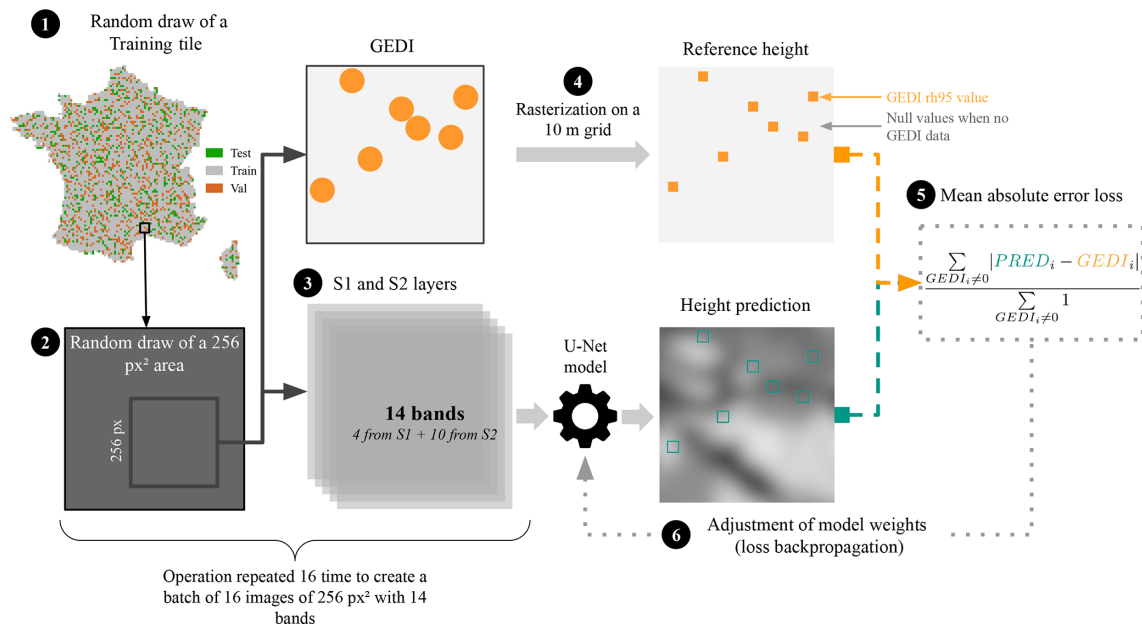 1
Random draw of a
Training tile
Test
Train
Val
2
Random draw of a 256
px² area
256 px
GEDI
3
S1 and S2 layers
14 bands
4 from S1 + 10 from S2
Operation repeated 16 time to create a
batch of 16 images of 256 px² with 14
bands
4
Rasterization on a
10 m grid
Reference height
GEDI rh95 value
Null values when no
GEDI data
U-Net
model
Height prediction
5
Mean absolute error loss
∑ |PRED_i − GEDI_i|
GEDI_i≠0
∑ 1
GEDI_i≠0
6
Adjustment of model weights
(loss backpropagation)